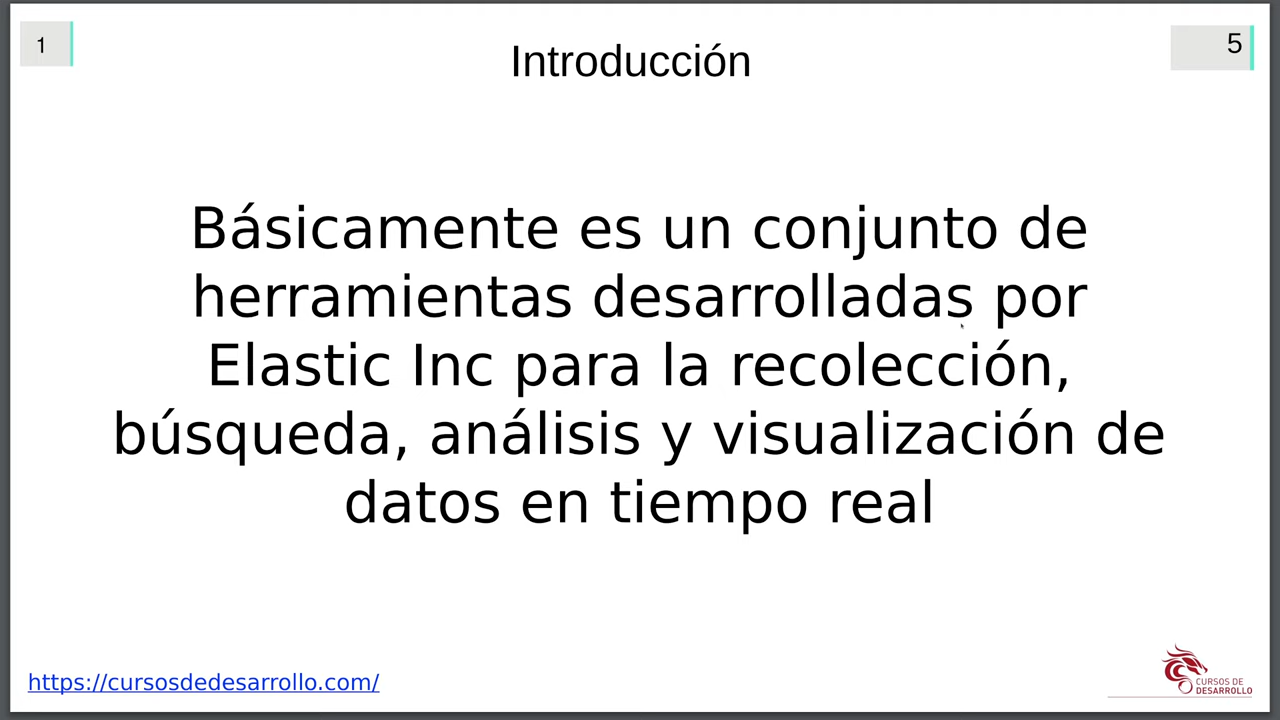 1
Introducción
5
Básicamente es un conjunto de
herramientas desarrolladas por
Elastic Inc para la recolección,
búsqueda, análisis y visualización de
datos en tiempo real
https://cursosdedesarrollo.com/
CURSOS DE
DESARROLLO